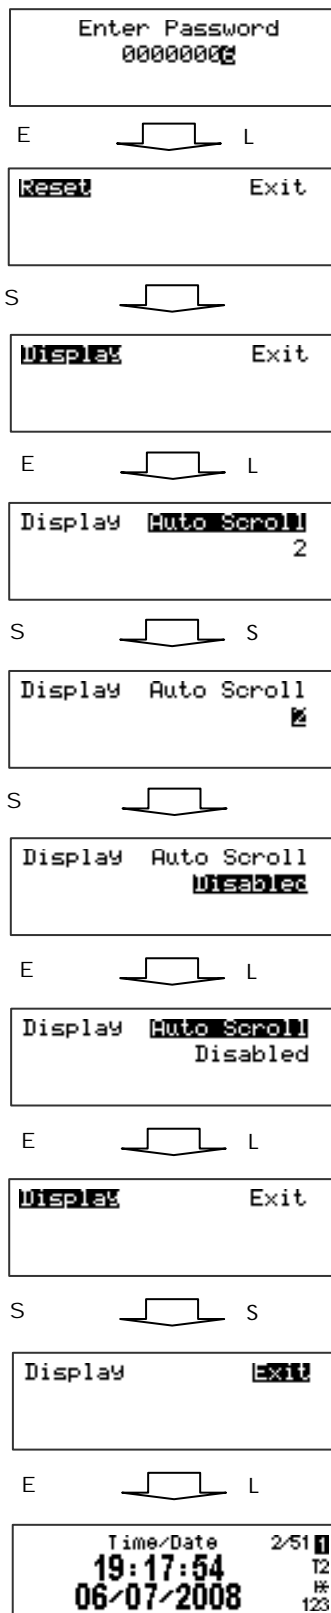 Enter Password
00000000
E L
Reset Exit
S
Display Exit
E L
Display Auto Scroll
2
S S
Display Auto Scroll
2
S
Display Auto Scroll
Disabled
E L
Display Auto Scroll
Disabled
E L
Display Exit
S S
Display Exit
E L
Time/Date 2/51 1
19:17:54 T2
06/07/2008
123